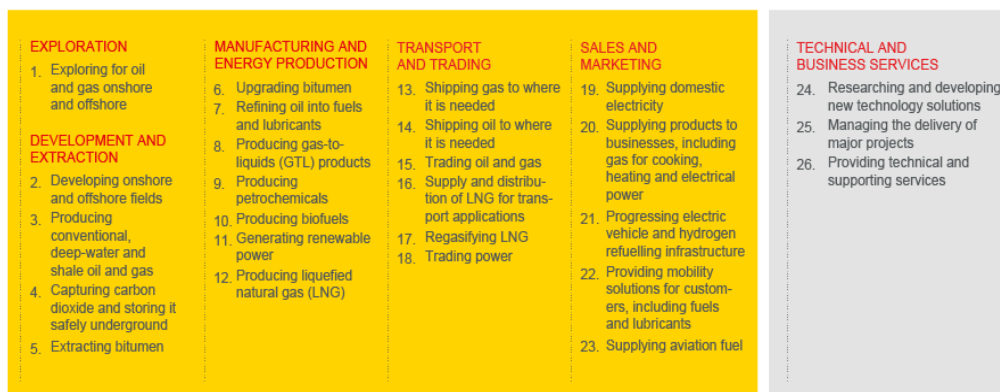 EXPLORATION
1. Exploring for oil
and gas onshore
and offshore
DEVELOPMENT AND
EXTRACTION
2. Developing onshore
and offshore fields
3. Producing
conventional,
deep-water and
shale oil and gas
4. Capturing carbon
dioxide and storing it
safely underground
5. Extracting bitumen
MANUFACTURING AND
ENERGY PRODUCTION
6. Upgrading bitumen
7. Refining oil into fuels
and lubricants
8. Producing gas-to-
liquids (GTL) products
9. Producing
petrochemicals
10. Producing biofuels
11. Generating renewable
power
12. Producing liquefied
natural gas (LNG)
TRANSPORT
AND TRADING
13. Shipping gas to where
it is needed
14. Shipping oil to where
it is needed
15. Trading oil and gas
16. Supply and distribu-
tion of LNG for trans-
port applications
17. Regasifying LNG
18. Trading power
SALES AND
MARKETING
19. Supplying domestic
electricity
20. Supplying products to
businesses, including
gas for cooking,
heating and electrical
power
21. Progressing electric
vehicle and hydrogen
refuelling infrastructure
22. Providing mobility
solutions for custom-
ers, including fuels
and lubricants
23. Supplying aviation fuel
TECHNICAL AND
BUSINESS SERVICES
24. Researching and developing
new technology solutions
25. Managing the delivery of
major projects
26. Providing technical and
supporting services